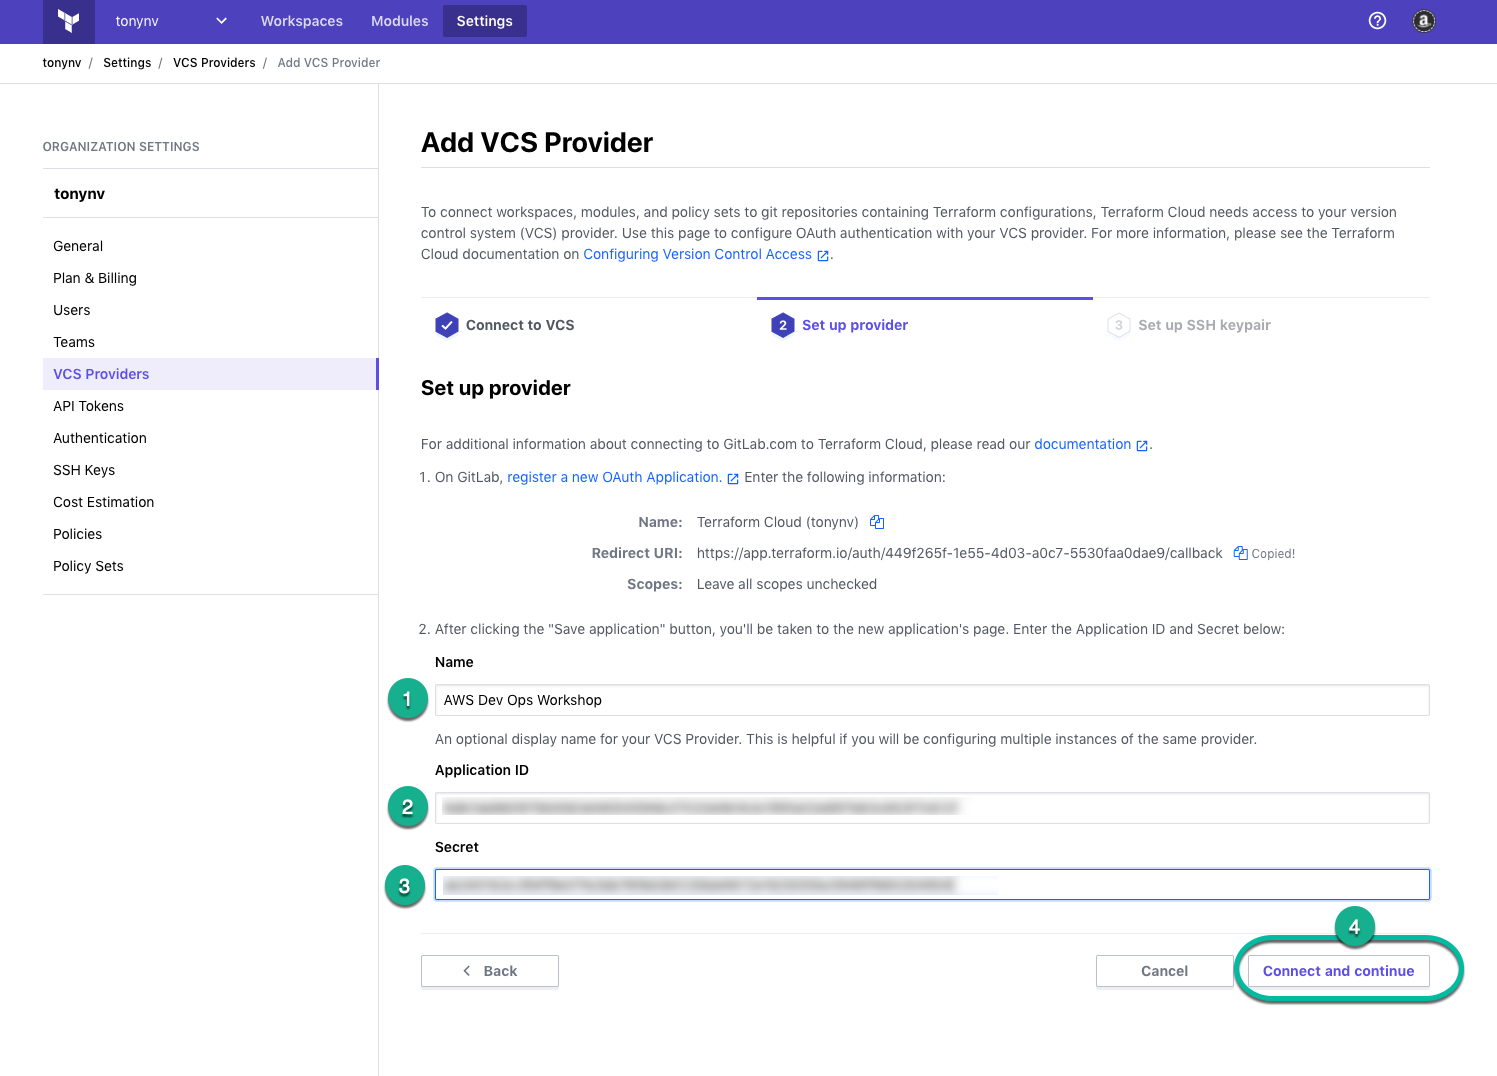 tonynv
Workspaces
Modules
Settings
tonynv / Settings / VCS Providers / Add VCS Provider
ORGANIZATION SETTINGS
tonynv
General
Plan & Billing
Users
Teams
VCS Providers
API Tokens
Authentication
SSH Keys
Cost Estimation
Policies
Policy Sets
Add VCS Provider
To connect workspaces, modules, and policy sets to git repositories containing Terraform configurations, Terraform Cloud needs access to your version
control system (VCS) provider. Use this page to configure OAuth authentication with your VCS provider. For more information, please see the Terraform
Cloud documentation on Configuring Version Control Access.
Connect to VCS
2 Set up provider
3 Set up SSH keypair
Set up provider
For additional information about connecting to GitLab.com to Terraform Cloud, please read our documentation.
1. On GitLab, register a new OAuth Application. Enter the following information:
Name: Terraform Cloud (tonynv)
Redirect URI: https://app.terraform.io/auth/449f265f-1e55-4d03-a0c7-5530faa0dae9/callback Copied!
Scopes: Leave all scopes unchecked
2. After clicking the "Save application" button, you'll be taken to the new application's page. Enter the Application ID and Secret below:
Name
1 AWS Dev Ops Workshop
An optional display name for your VCS Provider. This is helpful if you will be configuring multiple instances of the same provider.
Application ID
2
Secret
3
4
Back
Cancel
Connect and continue